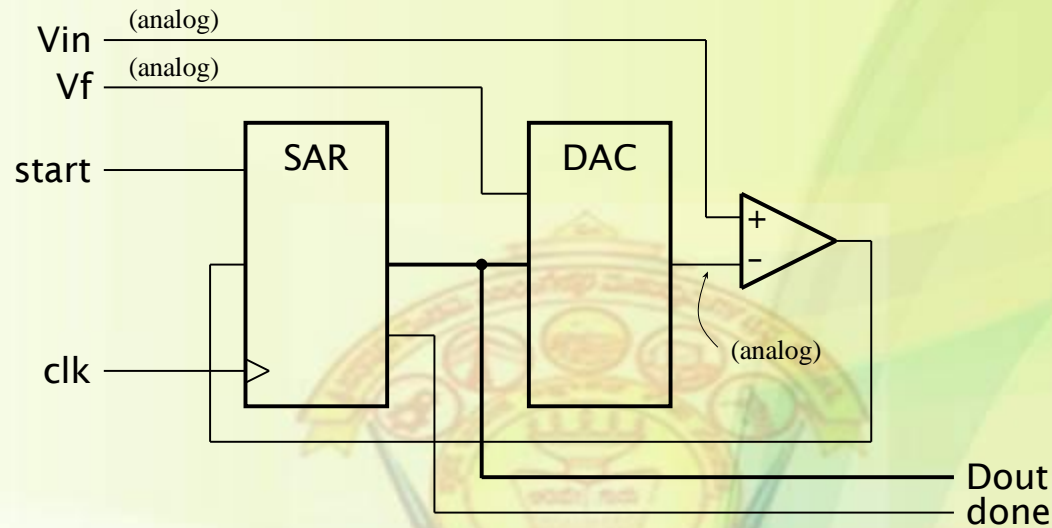 Vin (analog)
Vf (analog)
start
SAR
DAC
+
−
(analog)
clk
Dout
done